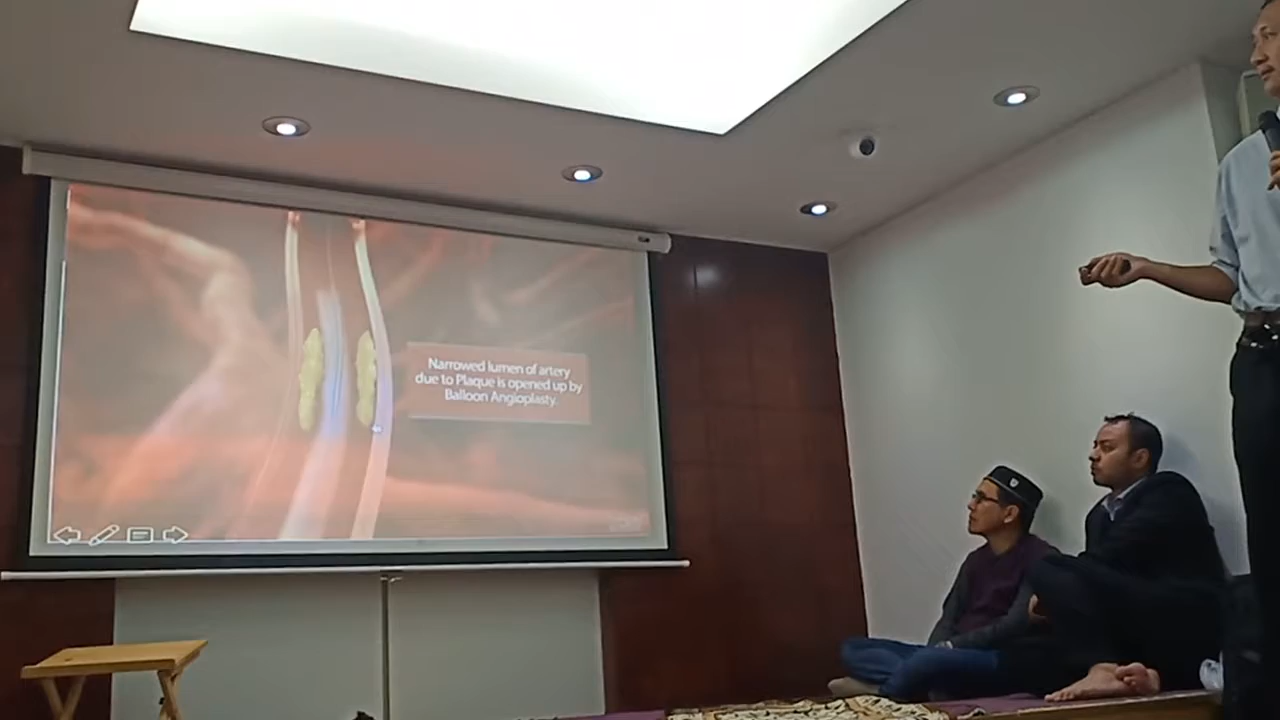 Narrowed lumen of artery
due to Plaque is opened up by
Balloon Angioplasty.